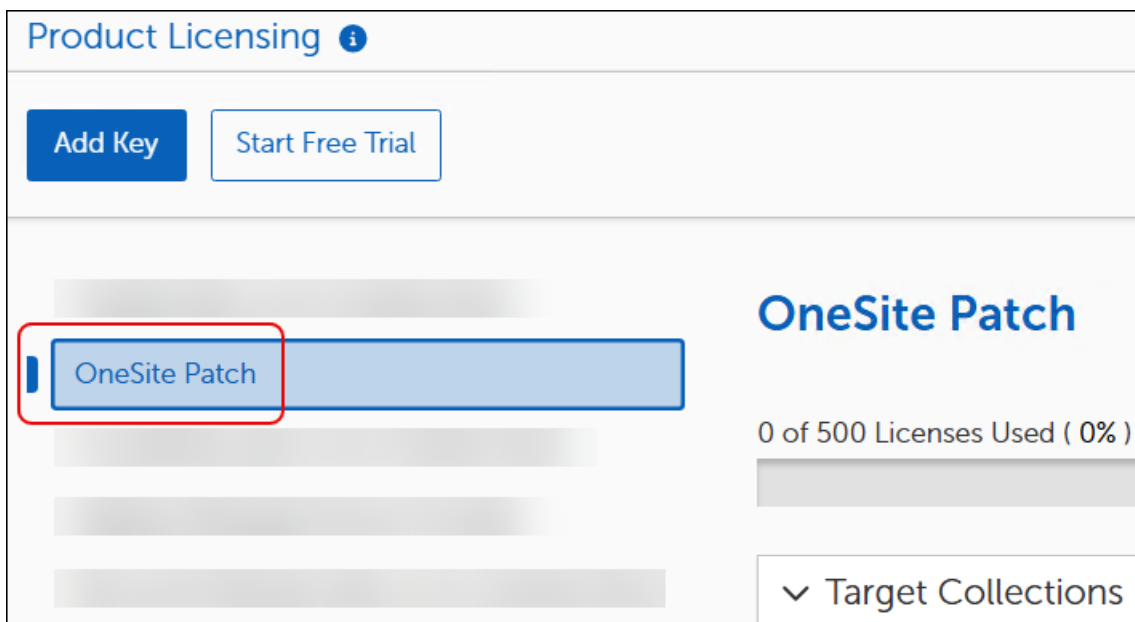 Product Licensing
Add Key
Start Free Trial
OneSite Patch
OneSite Patch
0 of 500 Licenses Used ( 0% )
Target Collections